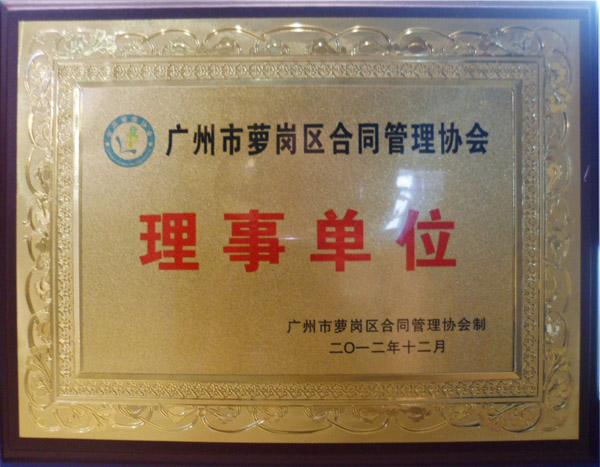 广州市萝岗区合同管理协会
理事单位
广州市萝岗区合同管理协会制
二〇一二年十二月